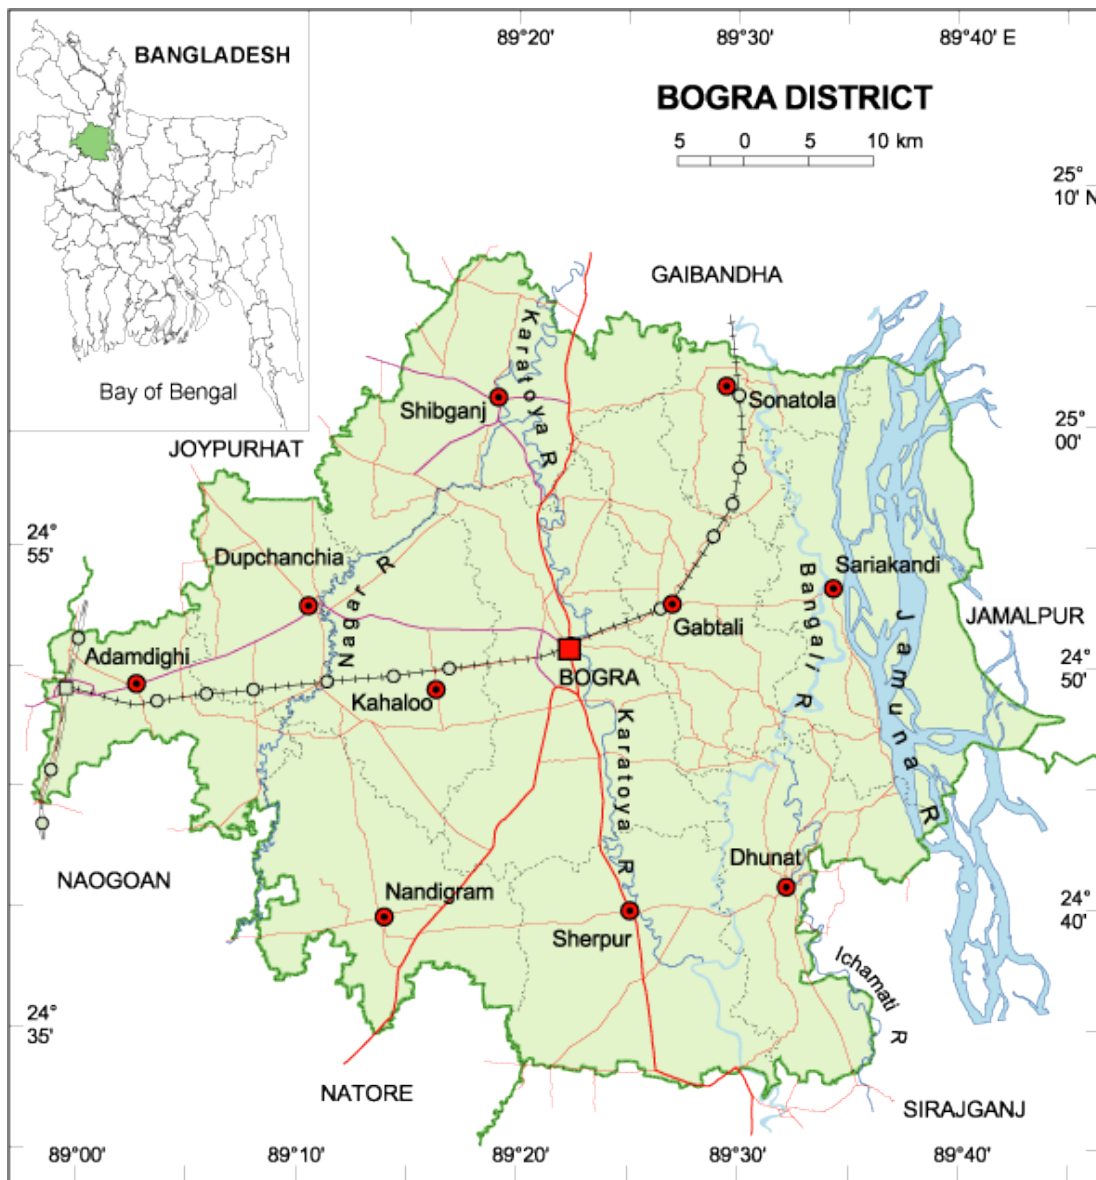 89°20'
89°30'
89°40' E
BANGLADESH
BOGRA DISTRICT
5 0 5 10 km
25°
10' N
GAIBANDHA
Karatoya R
Bay of Bengal
Shibganj
Sonatola
25°
00'
JOYPURHAT
24°
55'
Dupchanchia
Nagar R
Bangali R
Sariakandi
Jamuna R
Gabtali
JAMALPUR
Adamdighi
Kahaloo
BOGRA
24°
50'
Karatoya R
NAOGOAN
Nandigram
Dhunat
24°
40'
Sherpur
Ichamati R
24°
35'
NATORE
SIRAJGANJ
89°00'
89°10'
89°20'
89°30'
89°40'